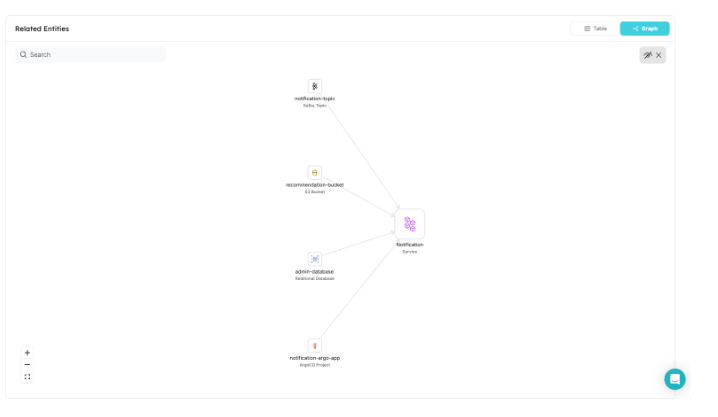 Related Entities
Table
Graph
Search
notification-topic
Kafka Topic
recommendation-bucket
S3 Bucket
Notification
Service
admin-database
Relational Database
notification-argo-app
ArgoCD Project